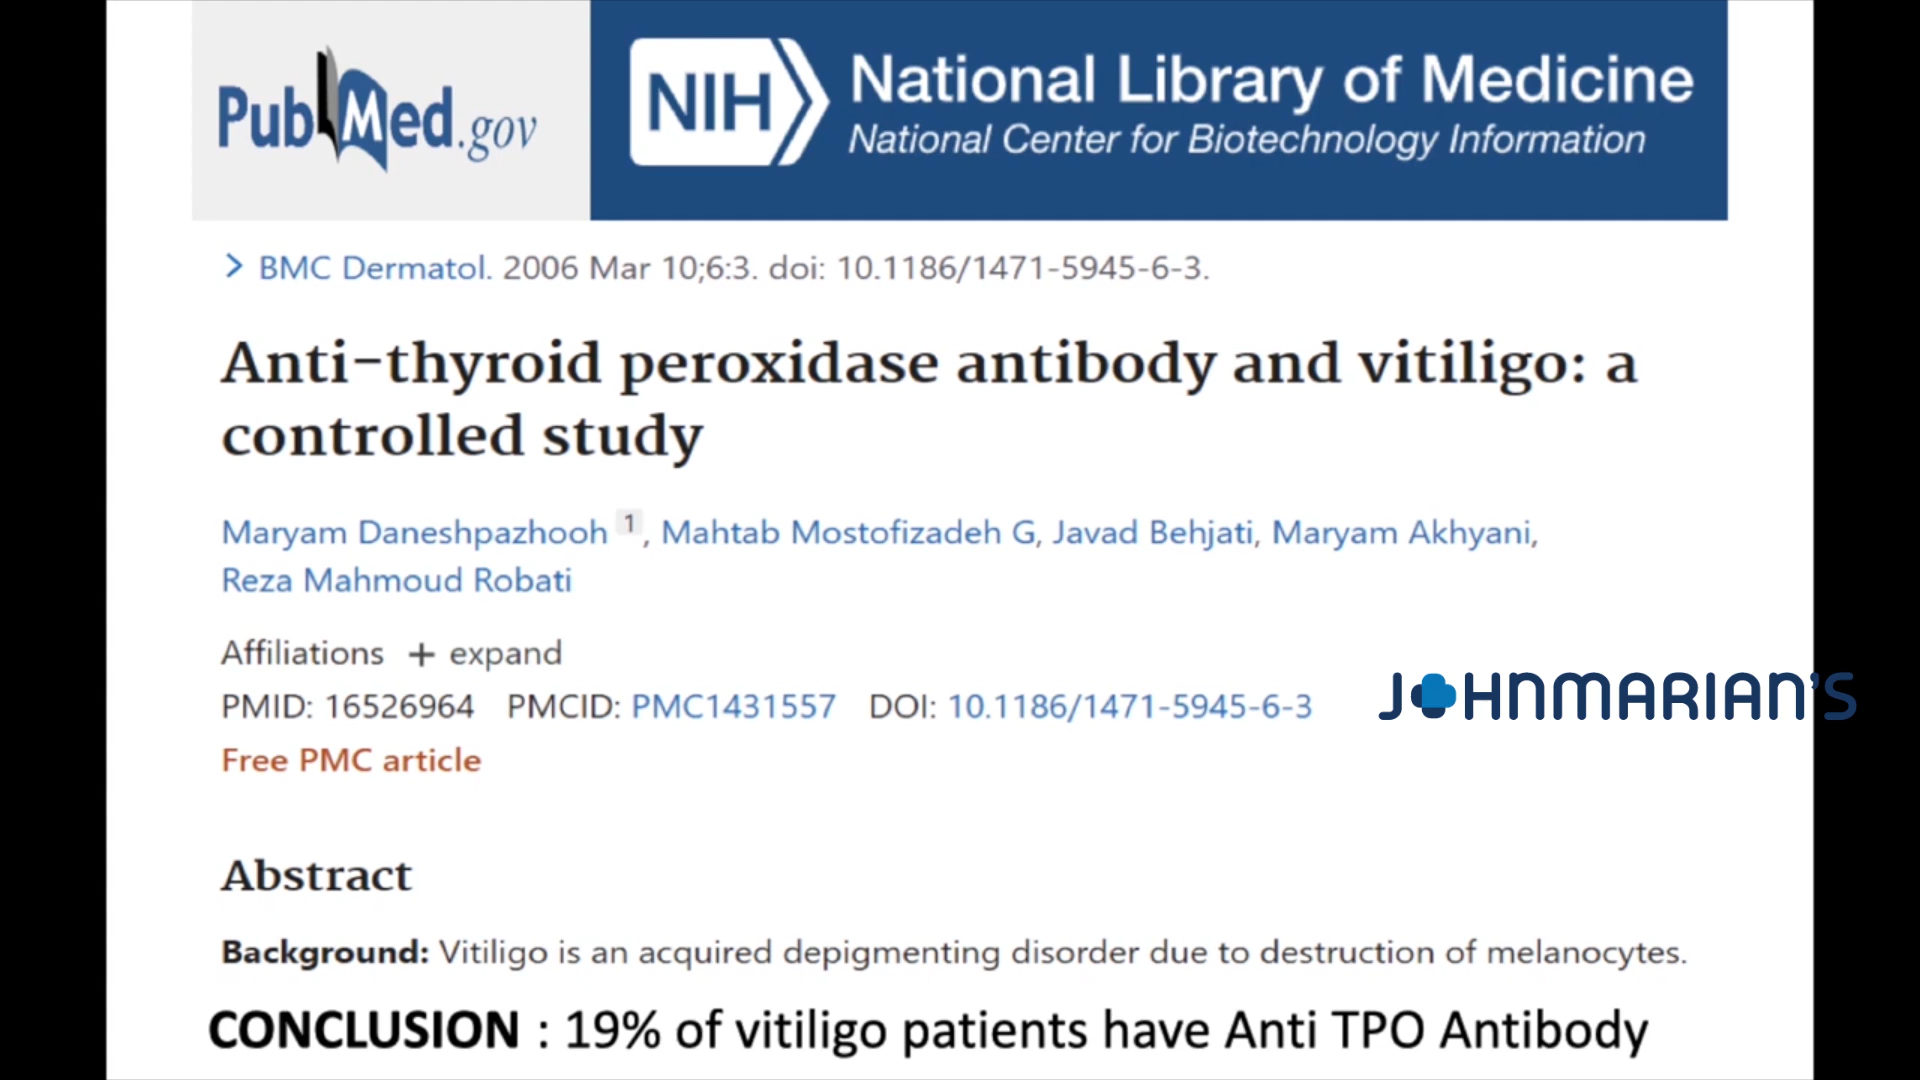 PubMed.gov
NIH
National Library of Medicine
National Center for Biotechnology Information
> BMC Dermatol. 2006 Mar 10;6:3. doi: 10.1186/1471-5945-6-3.
Anti-thyroid peroxidase antibody and vitiligo: a
controlled study
Maryam Daneshpazhooh 1, Mahtab Mostofizadeh G, Javad Behjati, Maryam Akhyani,
Reza Mahmoud Robati
Affiliations + expand
PMID: 16526964 PMCID: PMC1431557 DOI: 10.1186/1471-5945-6-3
JOHNMARIAN'S
Free PMC article
Abstract
Background: Vitiligo is an acquired depigmenting disorder due to destruction of melanocytes.
CONCLUSION : 19% of vitiligo patients have Anti TPO Antibody